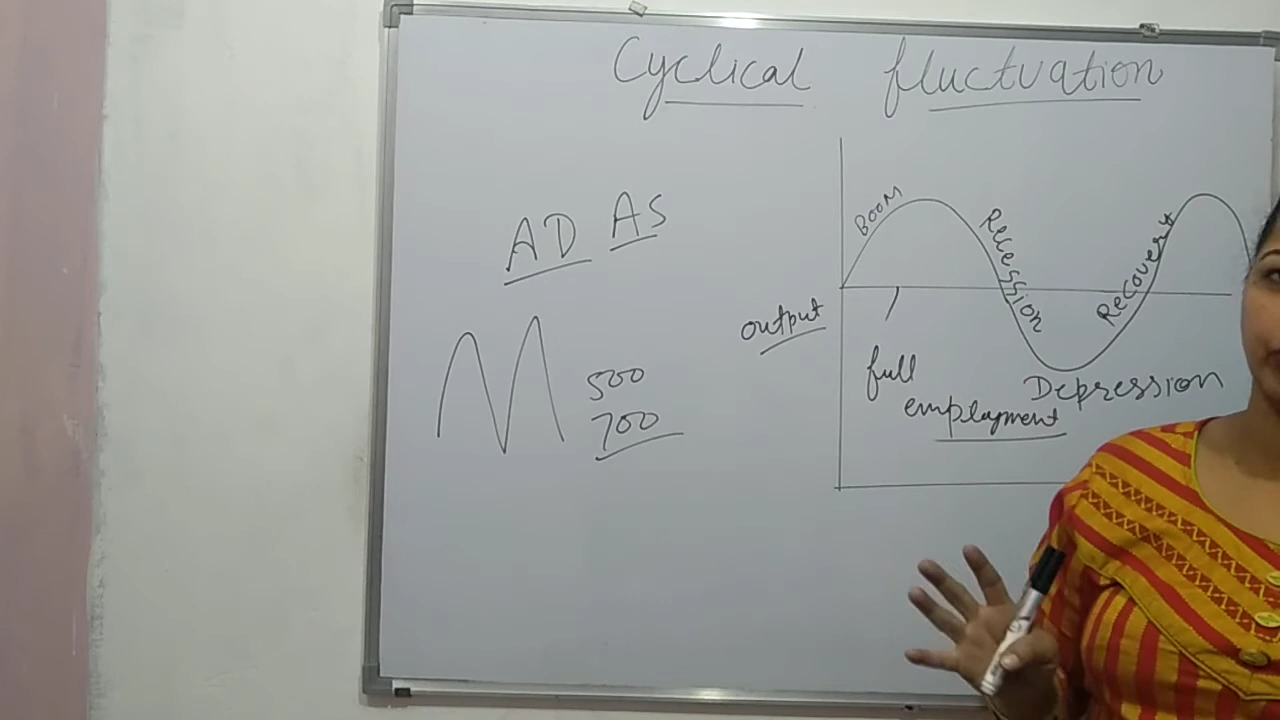 Cyclical fluctuation
AD AS
500
700
BOOM
Recession
Recovery
output
full
employment
Depression